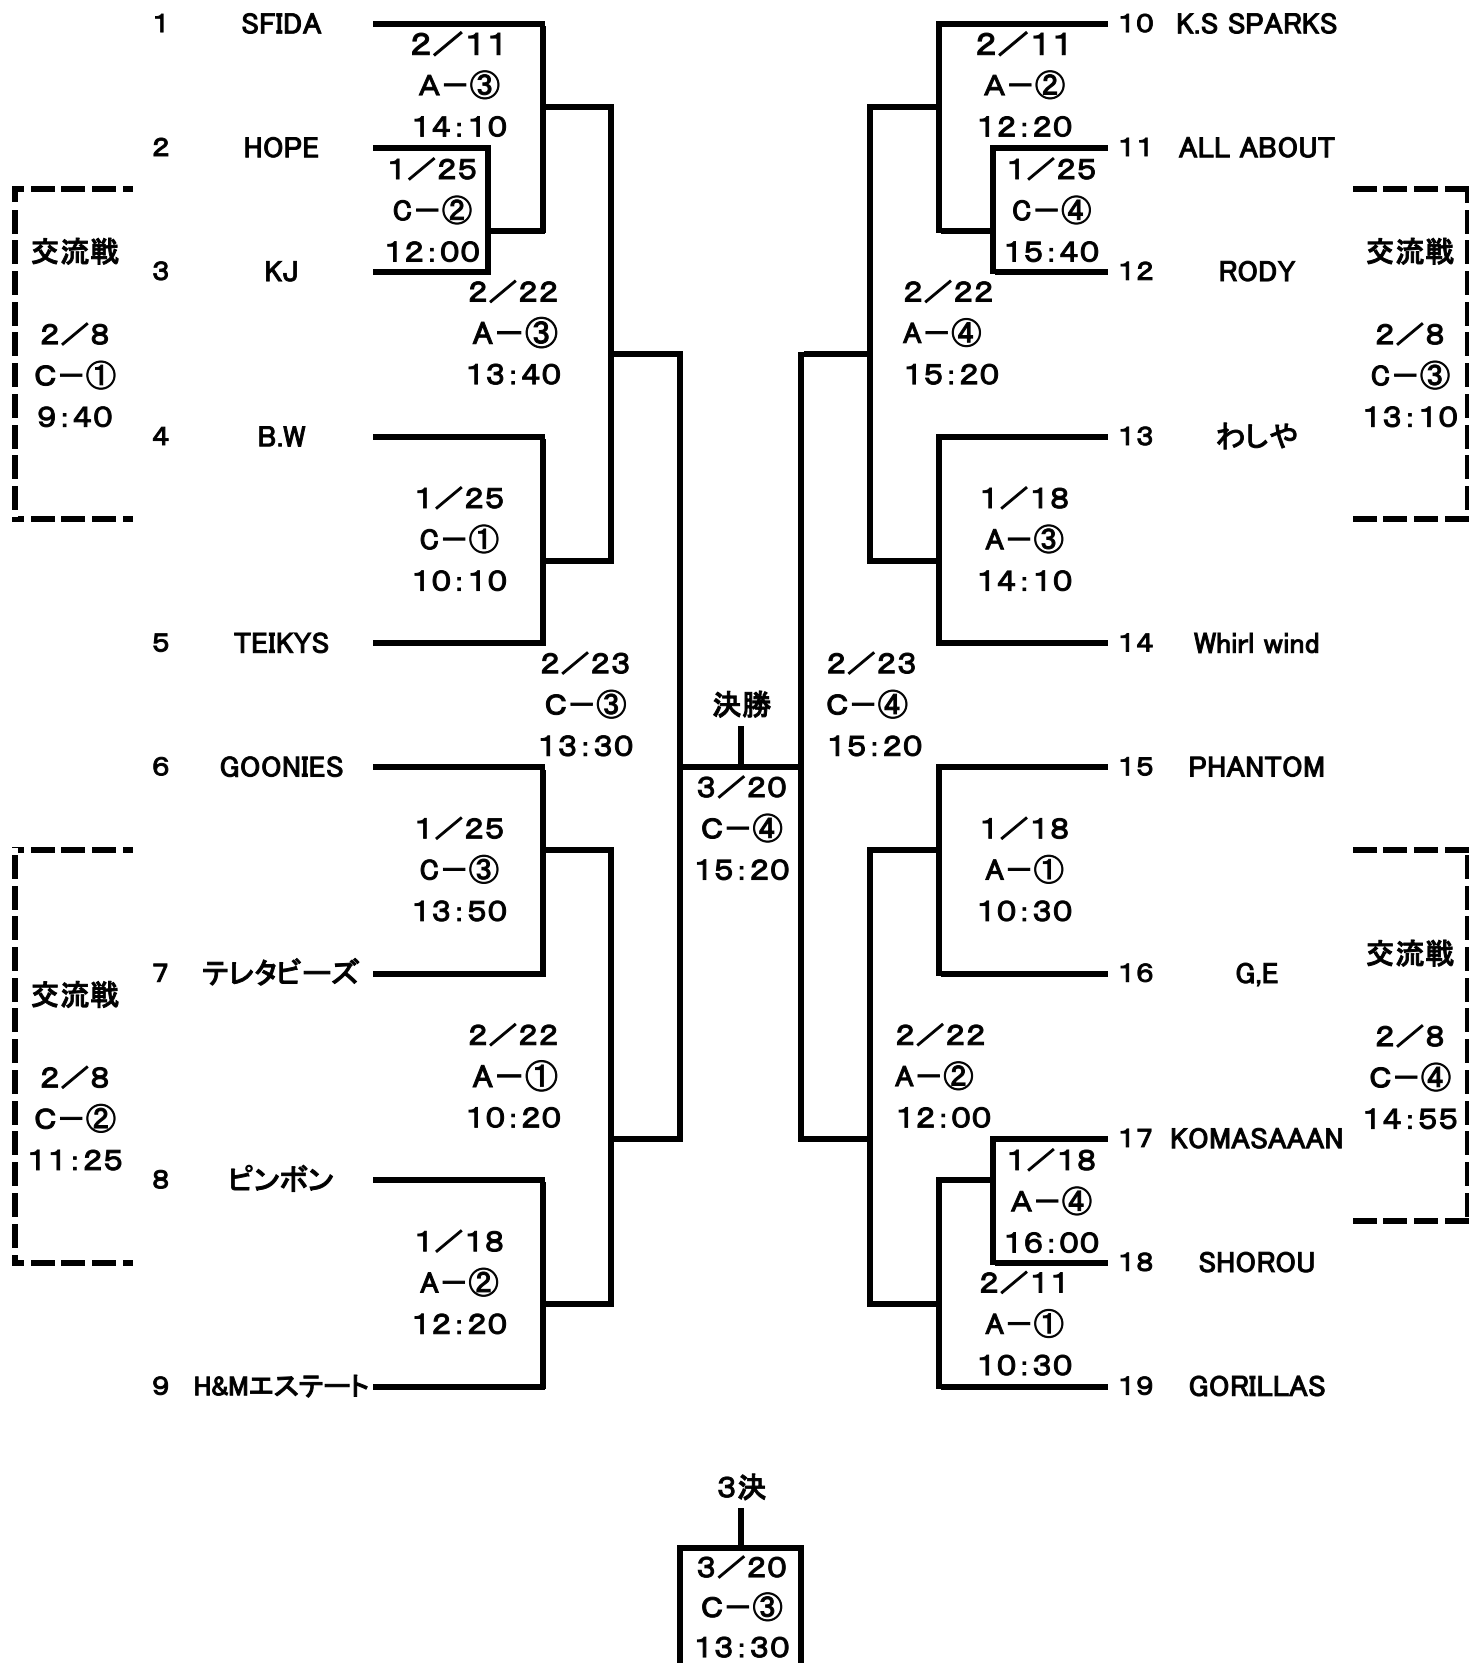 1 SFIDA
2／11
A－③
14:10
2 HOPE
1／25
C－②
12:00
3 KJ
交流戦
2／8
C－①
9:40
2／22
A－③
13:40
4 B.W
1／25
C－①
10:10
5 TEIKYS
2／23
C－③
13:30
6 GOONIES
1／25
C－③
13:50
7 テレタビーズ
交流戦
2／8
C－②
11:25
2／22
A－①
10:20
8 ピンボン
1／18
A－②
12:20
9 H&Mエステート
決勝
3／20
C－④
15:20
10 K.S SPARKS
2／11
A－②
12:20
11 ALL ABOUT
1／25
C－④
15:40
12 RODY
交流戦
2／8
C－③
13:10
2／22
A－④
15:20
13 わしや
1／18
A－③
14:10
14 Whirl wind
2／23
C－④
15:20
15 PHANTOM
1／18
A－①
10:30
16 G,E
交流戦
2／8
C－④
14:55
2／22
A－②
12:00
17 KOMASAAAN
1／18
A－④
16:00
18 SHOROU
2／11
A－①
10:30
19 GORILLAS
3決
3／20
C－③
13:30